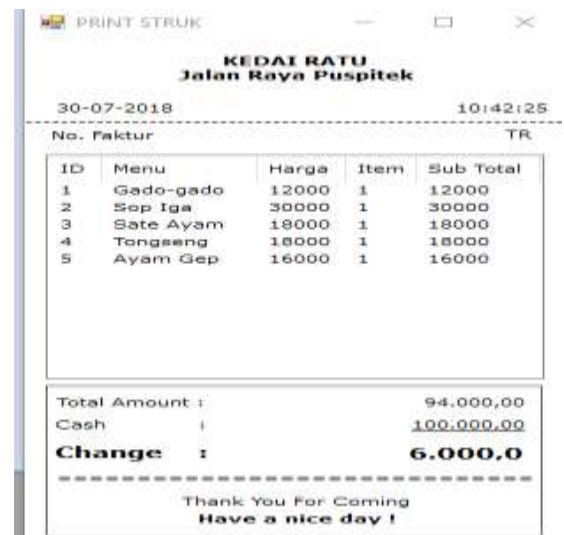 PRINT STRUK
KEDAI RATU
Jalan Raya Puspitek
30-07-2018 10:42:25
No. Faktur TR
ID Menu Harga Item Sub Total
1 Gado-gado 12000 1 12000
2 Sop Iga 30000 1 30000
3 Sate Ayam 18000 1 18000
4 Tongseng 18000 1 18000
5 Ayam Gep 16000 1 16000
Total Amount : 94.000,00
Cash : 100.000,00
Change : 6.000,0
Thank You For Coming
Have a nice day !